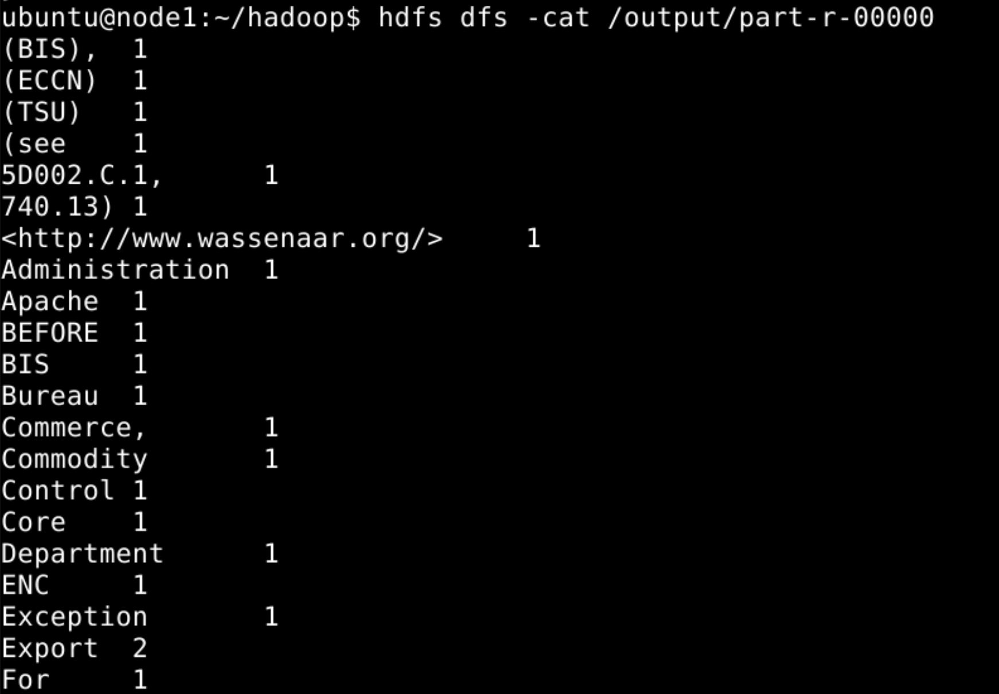 ubuntu@node1:~/hadoop$ hdfs dfs -cat /output/part-r-00000
(BIS),	1
(ECCN)	1
(TSU)	1
(see	1
5D002.C.1,	1
740.13)	1
<http://www.wassenaar.org/>	1
Administration	1
Apache	1
BEFORE	1
BIS	1
Bureau	1
Commerce,	1
Commodity	1
Control	1
Core	1
Department	1
ENC	1
Exception	1
Export	2
For	1